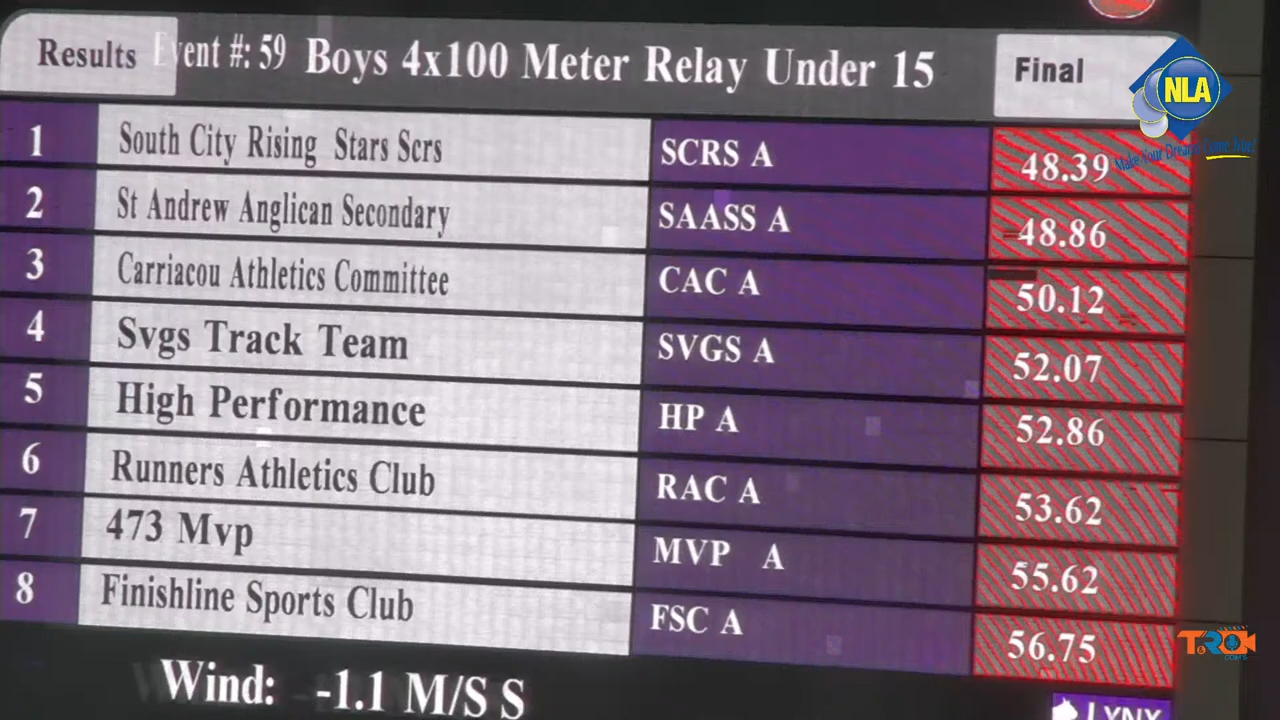 Results Event #: 59 Boys 4x100 Meter Relay Under 15 Final
1 South City Rising Stars Scrs SCRS A 48.39
2 St Andrew Anglican Secondary SAASS A 48.86
3 Carriacou Athletics Committee CAC A 50.12
4 Svgs Track Team SVGS A 52.07
5 High Performance HP A 52.86
6 Runners Athletics Club RAC A 53.62
7 473 Mvp MVP A 55.62
8 Finishline Sports Club FSC A 56.75
Wind: -1.1 M/S S
LYNX
NLA
Make Your Dreams Come True!
T&RON
COM'S